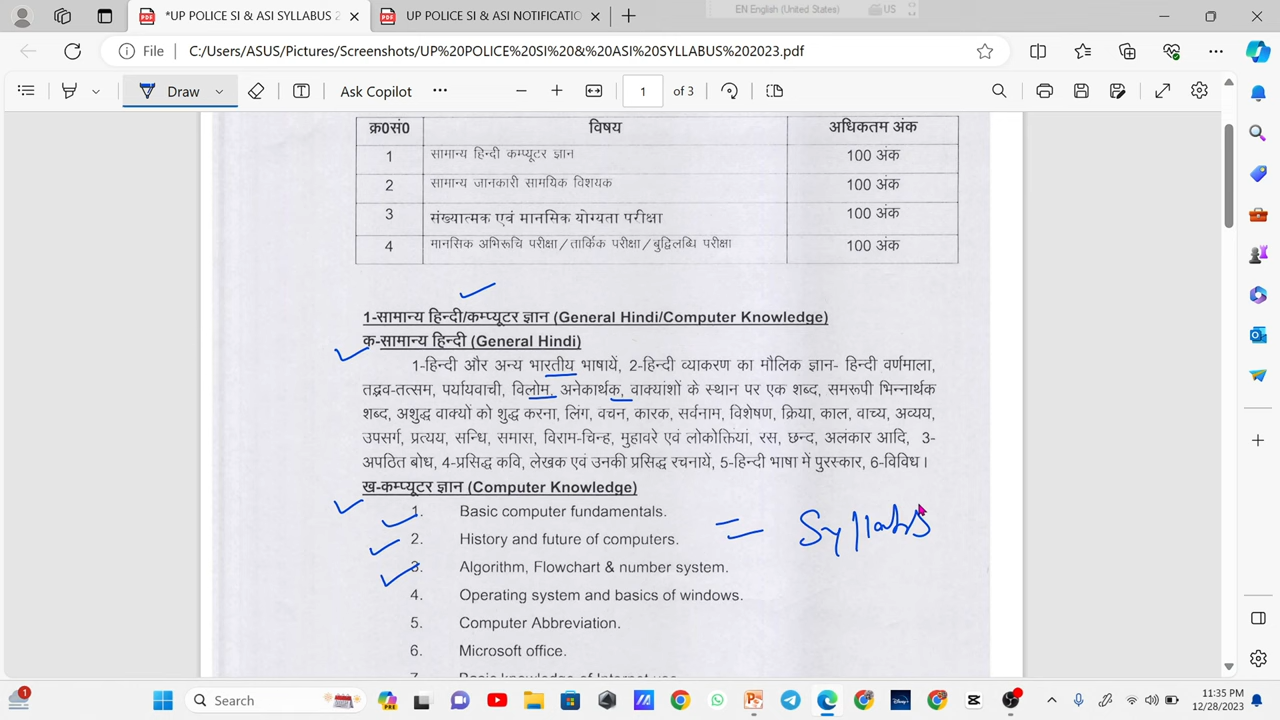 EN English (United States) US
*UP POLICE SI & ASI SYLLABUS 2
UP POLICE SI & ASI NOTIFICATIO
File C:/Users/ASUS/Pictures/Screenshots/UP%20POLICE%20SI%20&%20ASI%20SYLLABUS%202023.pdf
Draw Ask Copilot 1 of 3
क्र0सं0 विषय अधिकतम अंक
1 सामान्य हिन्दी कम्प्यूटर ज्ञान 100 अंक
2 सामान्य जानकारी सामयिक विशयक 100 अंक
3 संख्यात्मक एवं मानसिक योग्यता परीक्षा 100 अंक
4 मानसिक अभिरूचि परीक्षा/तार्किक परीक्षा/बुद्विलब्धि परीक्षा 100 अंक
1-सामान्य हिन्दी/कम्प्यूटर ज्ञान (General Hindi/Computer Knowledge)
क-सामान्य हिन्दी (General Hindi)
1-हिन्दी और अन्य भारतीय भाषायें, 2-हिन्दी व्याकरण का मौलिक ज्ञान- हिन्दी वर्णमाला,
तद्भव-तत्सम, पर्यायवाची, विलोम, अनेकार्थक, वाक्यांशों के स्थान पर एक शब्द, समरूपी भिन्नार्थक
शब्द, अशुद्ध वाक्यों को शुद्ध करना, लिंग, वचन, कारक, सर्वनाम, विशेषण, क्रिया, काल, वाच्य, अव्यय,
उपसर्ग, प्रत्यय, सन्धि, समास, विराम-चिन्ह, मुहावरे एवं लोकोक्तियां, रस, छन्द, अलंकार आदि, 3-
अपठित बोध, 4-प्रसिद्ध कवि, लेखक एवं उनकी प्रसिद्ध रचनायें, 5-हिन्दी भाषा में पुरस्कार, 6-विविध।
ख-कम्प्यूटर ज्ञान (Computer Knowledge)
1. Basic computer fundamentals.
2. History and future of computers. = Syllabs
3. Algorithm, Flowchart & number system.
4. Operating system and basics of windows.
5. Computer Abbreviation.
6. Microsoft office.
1 Search 11:35 PM
12/28/2023